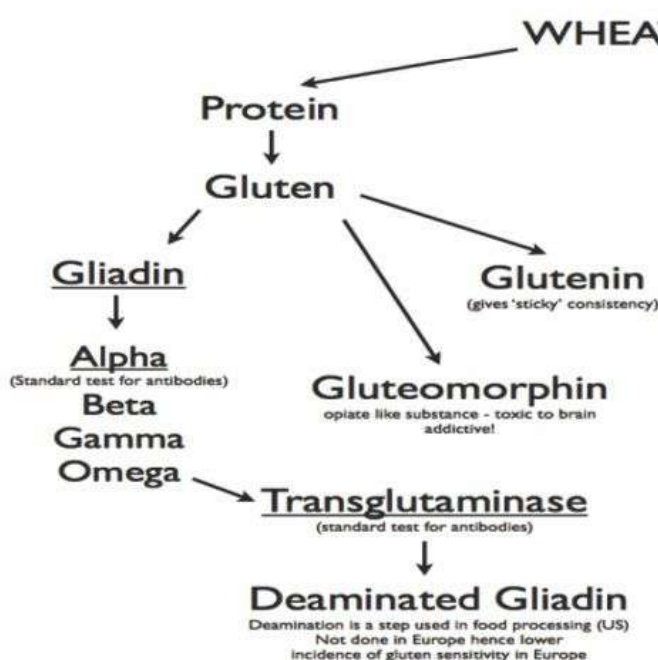 WHEA
Protein
Gluten
Gliadin
Glutenin
(gives 'sticky' consistency)
Alpha
(Standard test for antibodies)
Beta
Gamma
Omega
Gluteomorphin
opiate like substance - toxic to brain
addictive!
Transglutaminase
(standard test for antibodies)
Deaminated Gliadin
Deamination is a step used in food processing (US)
Not done in Europe hence lower
incidence of gluten sensitivity in Europe